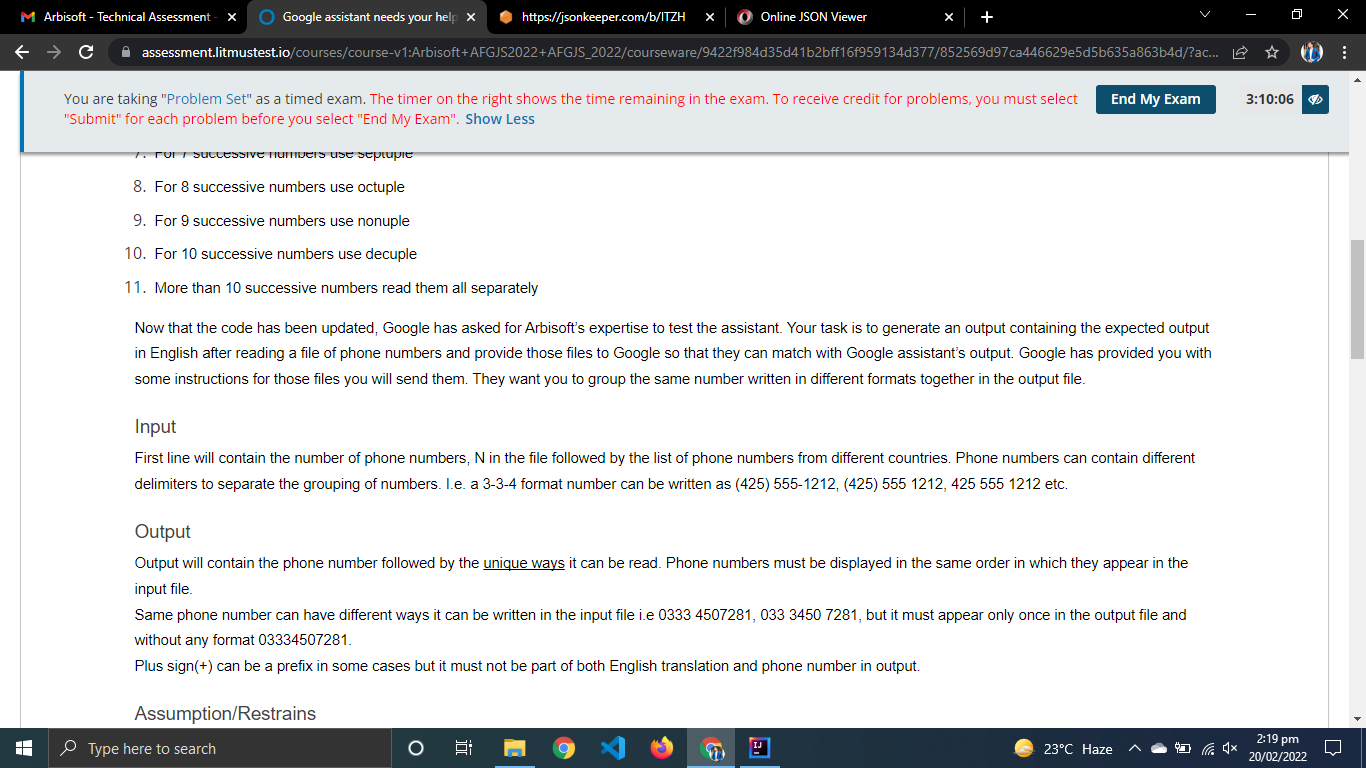 Arbisoft - Technical Assessment -
Google assistant needs your help
https://jsonkeeper.com/b/ITZH
Online JSON Viewer
assessment.litmustest.io/courses/course-v1:Arbisoft+AFGJS2022+AFGJS_2022/courseware/9422f984d35d41b2bff16f959134d377/852569d97ca446629e5d5b635a863b4d/?ac...
You are taking "Problem Set" as a timed exam. The timer on the right shows the time remaining in the exam. To receive credit for problems, you must select
"Submit" for each problem before you select "End My Exam". Show Less
End My Exam
3:10:06
7. For 7 successive numbers use septuple
8. For 8 successive numbers use octuple
9. For 9 successive numbers use nonuple
10. For 10 successive numbers use decuple
11. More than 10 successive numbers read them all separately
Now that the code has been updated, Google has asked for Arbisoft's expertise to test the assistant. Your task is to generate an output containing the expected output
in English after reading a file of phone numbers and provide those files to Google so that they can match with Google assistant's output. Google has provided you with
some instructions for those files you will send them. They want you to group the same number written in different formats together in the output file.
Input
First line will contain the number of phone numbers, N in the file followed by the list of phone numbers from different countries. Phone numbers can contain different
delimiters to separate the grouping of numbers. I.e. a 3-3-4 format number can be written as (425) 555-1212, (425) 555 1212, 425 555 1212 etc.
Output
Output will contain the phone number followed by the unique ways it can be read. Phone numbers must be displayed in the same order in which they appear in the
input file.
Same phone number can have different ways it can be written in the input file i.e 0333 4507281, 033 3450 7281, but it must appear only once in the output file and
without any format 03334507281.
Plus sign(+) can be a prefix in some cases but it must not be part of both English translation and phone number in output.
Assumption/Restrains
Type here to search
23°C Haze
2:19 pm
20/02/2022